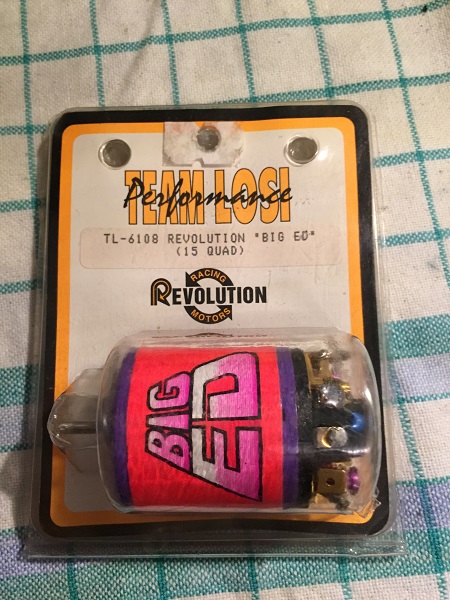 TEAM LOSI
Performance
TL-6108 REVOLUTION "BIG ED"
(15 QUAD)
RACING
REVOLUTION
MOTORS
BIG
ED